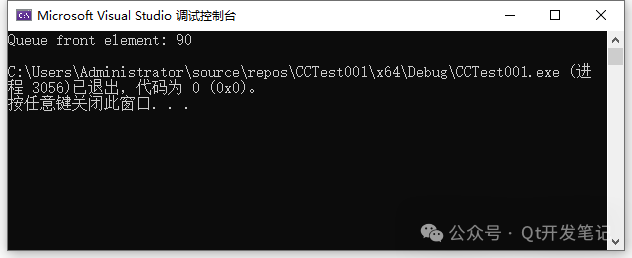 Microsoft Visual Studio 调试控制台
Queue front element: 90
C:\Users\Administrator\source\repos\CCTest001\x64\Debug\CCTest001.exe (进
程 3056)已退出，代码为 0 (0x0)。
按任意键关闭此窗口. . .
公众号 · Qt开发笔记